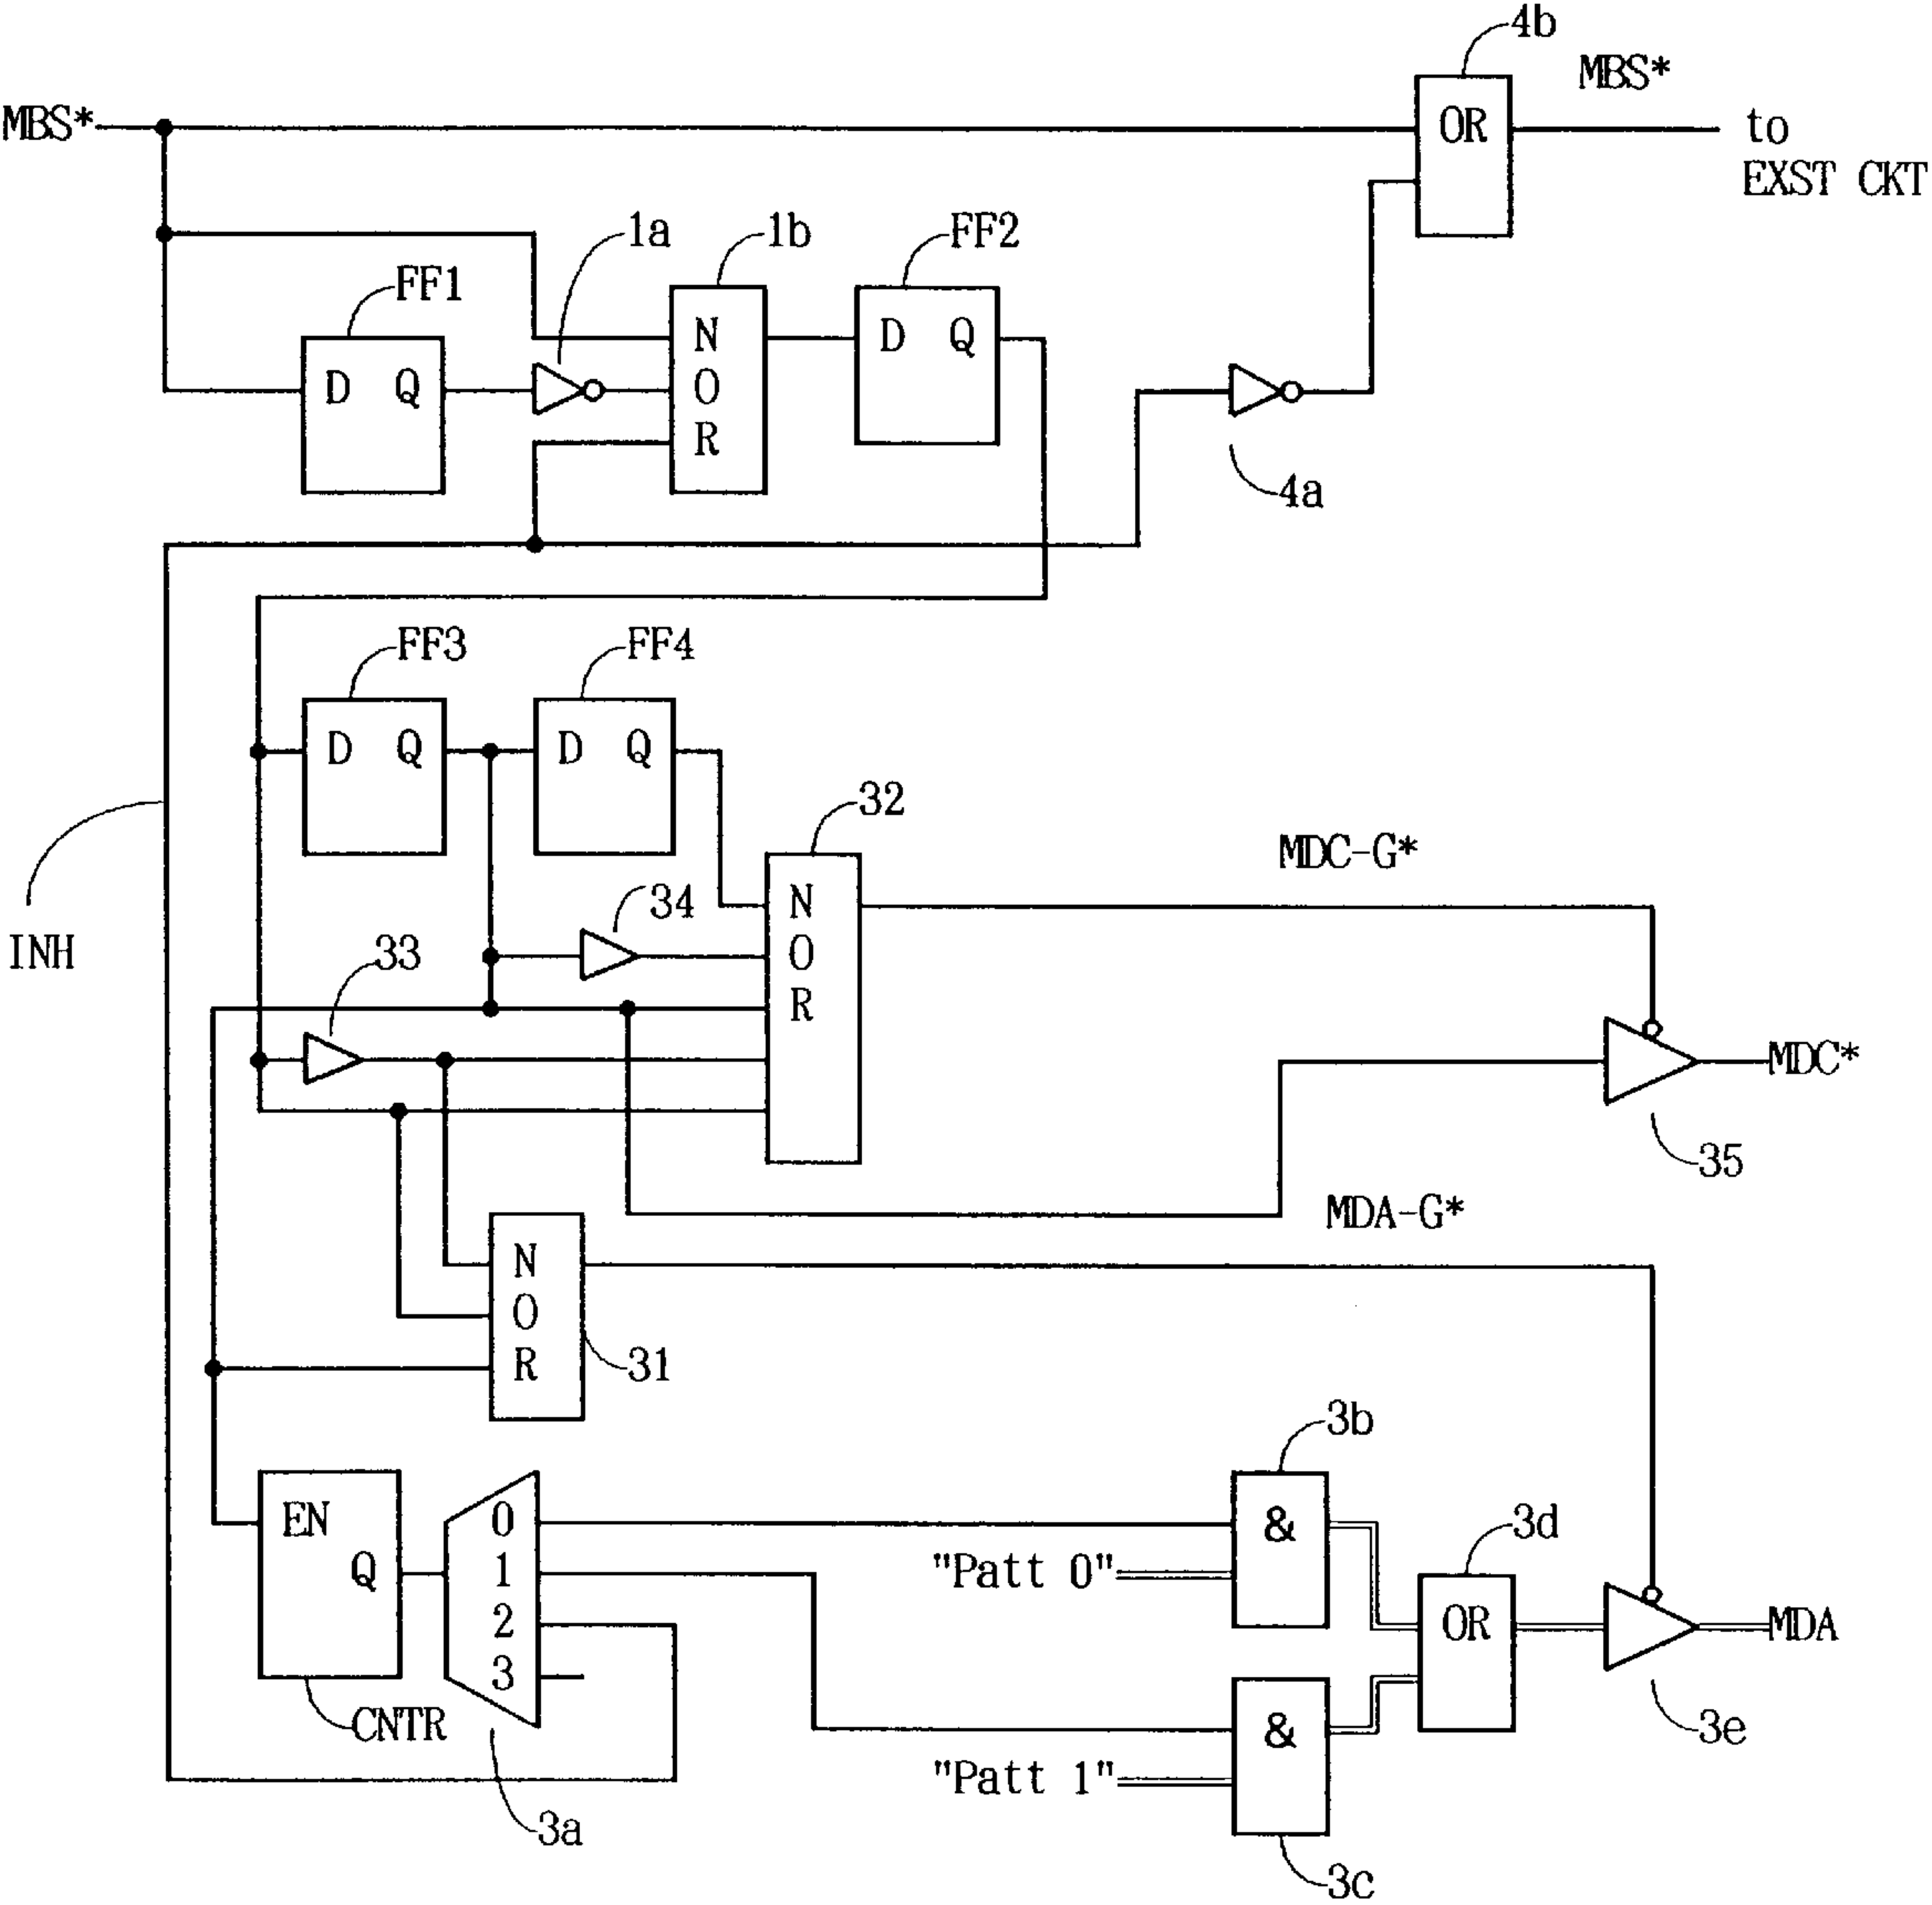 4b
MBS*
MBS*
OR
to
EXST CKT
1a
1b
FF2
FF1
N
O
R
D Q
D Q
4a
FF3
FF4
D Q
D Q
32
MDC-G*
34
N
O
R
INH
33
MDC*
35
MDA-G*
N
O
R
31
3b
EN
Q
0
1
2
3
&
"Patt 0"
3d
OR
MDA
CNTR
&
3e
"Patt 1"
3a
3c